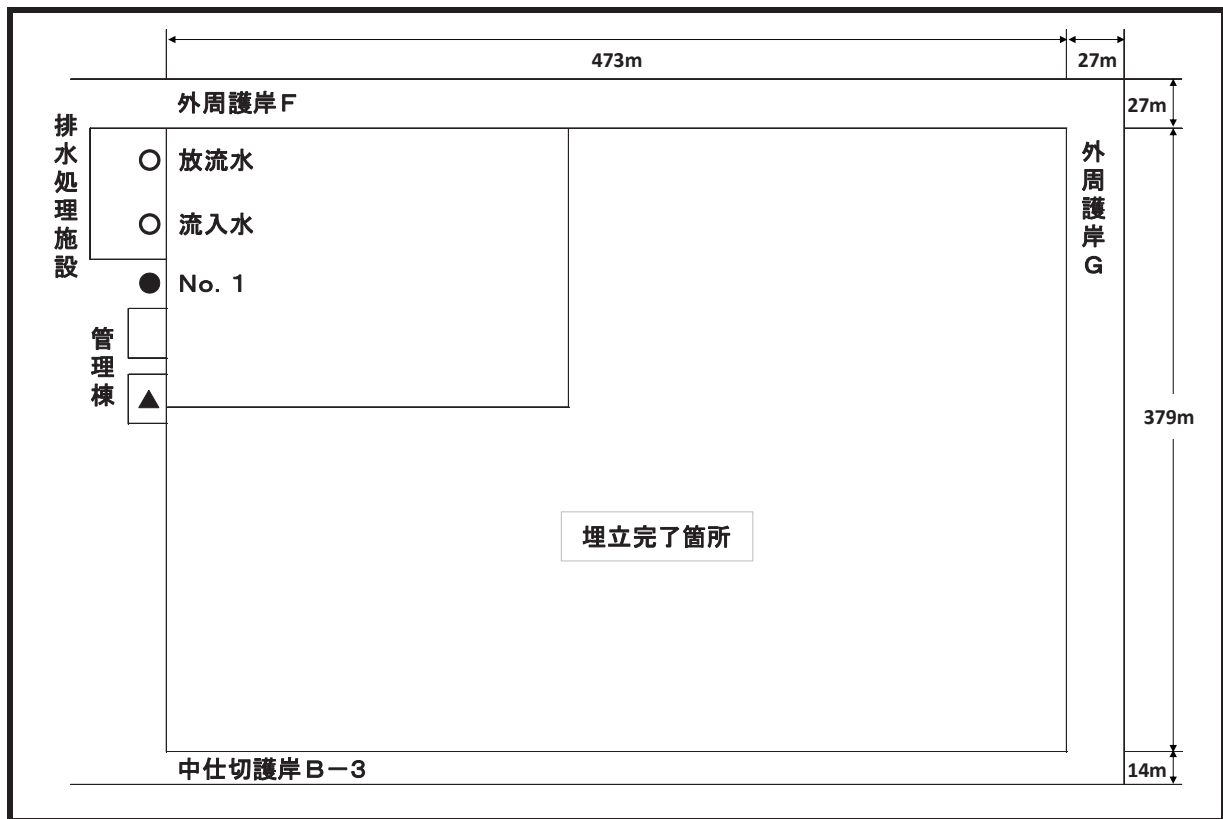 473m
27m
外周護岸F
27m
排水処理施設
放流水
外周護岸G
流入水
No. 1
管理棟
379m
埋立完了箇所
中仕切護岸B－3
14m